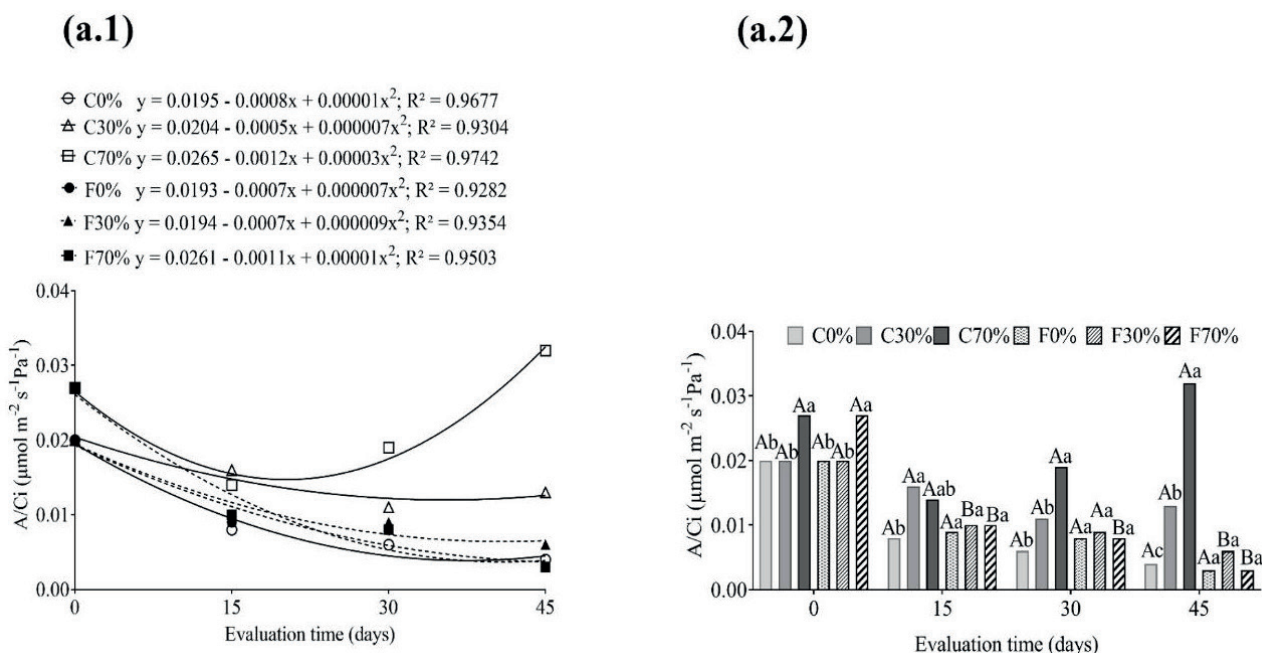 (a.1)
(a.2)
C0% y = 0.0195 - 0.0008x + 0.00001x²; R² = 0.9677
C30% y = 0.0204 - 0.0005x + 0.000007x²; R² = 0.9304
C70% y = 0.0265 - 0.0012x + 0.00003x²; R² = 0.9742
F0% y = 0.0193 - 0.0007x + 0.000007x²; R² = 0.9282
F30% y = 0.0194 - 0.0007x + 0.000009x²; R² = 0.9354
F70% y = 0.0261 - 0.0011x + 0.00001x²; R² = 0.9503
A/Ci (µmol m⁻² s⁻¹Pa⁻¹)
0.04
0.03
0.02
0.01
0.00
0 15 30 45
Evaluation time (days)
C0% C30% C70% F0% F30% F70%
A/Ci (µmol m⁻² s⁻¹Pa⁻¹)
0.04
0.03
0.02
0.01
0.00
Ab Ab Aa Ab Ab Aa
Ab Aa Aab Aa Ba Ba
Ab Ab Aa Aa Aa Ba
Ac Ab Aa Aa Ba Ba
0 15 30 45
Evaluation time (days)